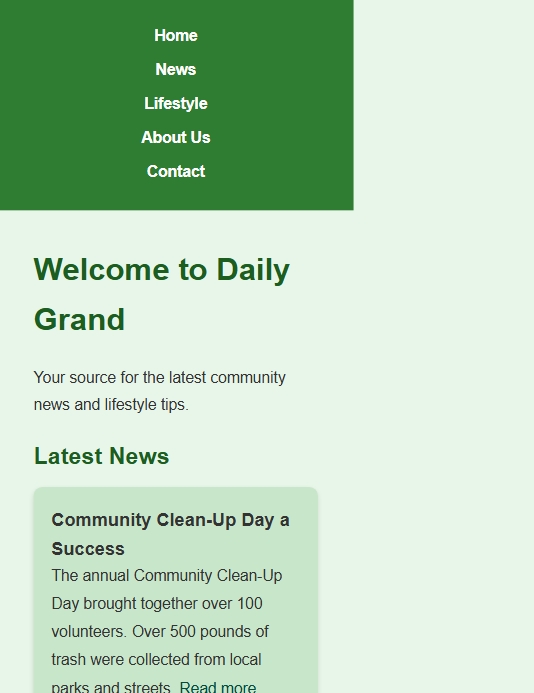 Home
News
Lifestyle
About Us
Contact
Welcome to Daily
Grand
Your source for the latest community
news and lifestyle tips.
Latest News
Community Clean-Up Day a
Success
The annual Community Clean-Up
Day brought together over 100
volunteers. Over 500 pounds of
trash were collected from local
parks and streets. Read more